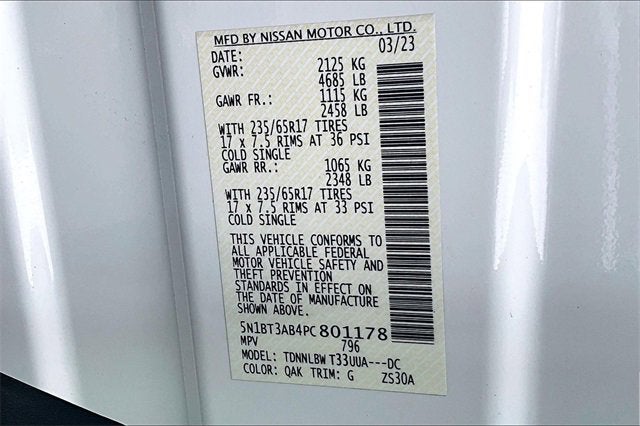 MFD BY NISSAN MOTOR CO., LTD.
DATE: 03/23
GVWR: 2125 KG
4685 LB
GAWR FR.: 1115 KG
2458 LB
WITH 235/65R17 TIRES
17 x 7.5 RIMS AT 36 PSI
COLD SINGLE
GAWR RR.: 1065 KG
2348 LB
WITH 235/65R17 TIRES
17 x 7.5 RIMS AT 33 PSI
COLD SINGLE
THIS VEHICLE CONFORMS TO
ALL APPLICABLE FEDERAL
MOTOR VEHICLE SAFETY AND
THEFT PREVENTION
STANDARDS IN EFFECT ON
THE DATE OF MANUFACTURE
SHOWN ABOVE.
5N1BT3AB4PC801178
MPV 796
MODEL: TDNNLBW T33UUA---DC
COLOR: QAK TRIM: G ZS30A